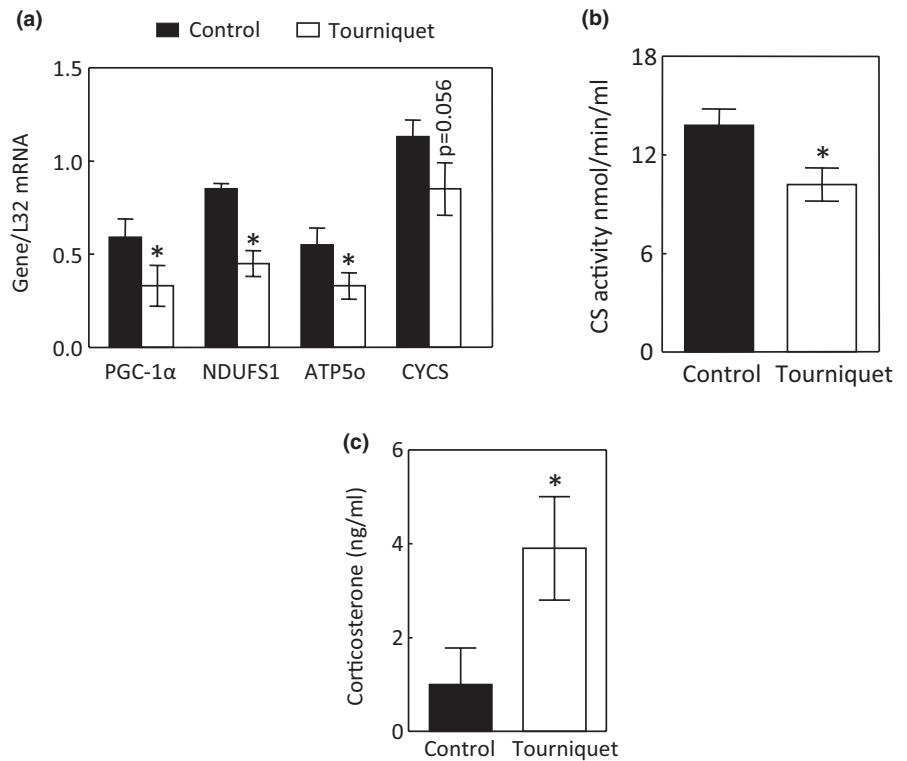 (a)
Control Tourniquet
Gene/L32 mRNA
1.5
1.0
0.5
0.0
* * * p=0.056
PGC-1α NDUFS1 ATP5o CYCS
(b)
CS activity nmol/min/ml
18
12
6
0
*
Control Tourniquet
(c)
Corticosterone (ng/ml)
6
4
2
0
*
Control Tourniquet